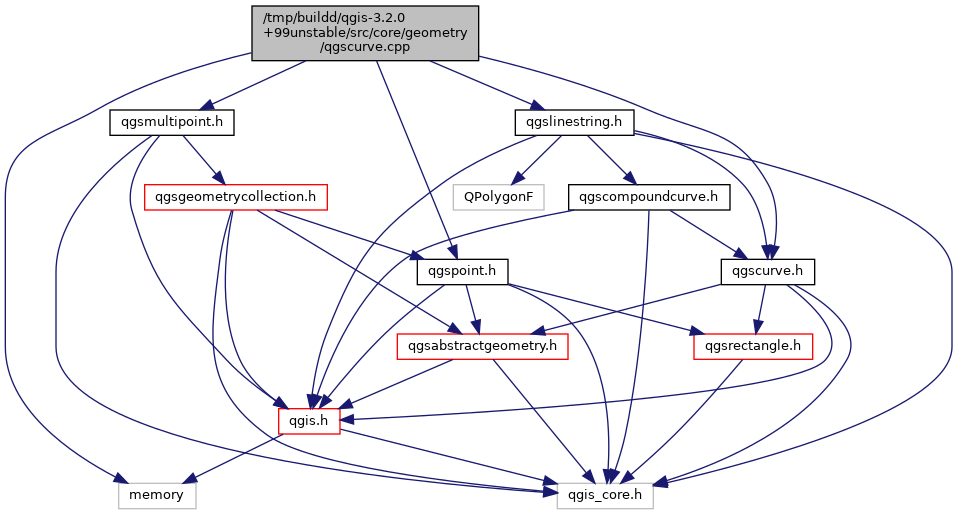 /tmp/buildd/qgis-3.2.0
+99unstable/src/core/geometry
/qgscurve.cpp
qgsmultipoint.h
qgslinestring.h
qgsgeometrycollection.h
QPolygonF
qgscompoundcurve.h
qgspoint.h
qgscurve.h
qgsabstractgeometry.h
qgsrectangle.h
qgis.h
memory
qgis_core.h